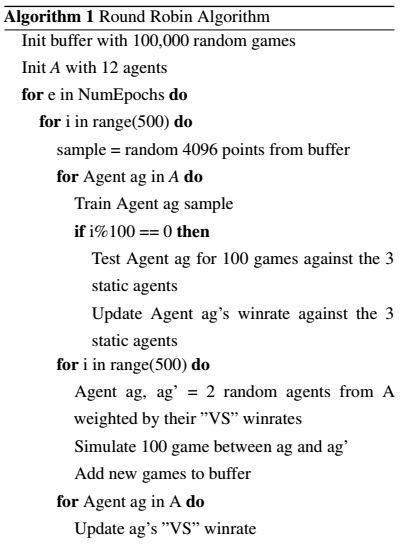 Algorithm 1 Round Robin Algorithm
Init buffer with 100,000 random games
Init A with 12 agents
for e in NumEpochs do
for i in range(500) do
sample = random 4096 points from buffer
for Agent ag in A do
Train Agent ag sample
if i%100 == 0 then
Test Agent ag for 100 games against the 3
static agents
Update Agent ag's winrate against the 3
static agents
for i in range(500) do
Agent ag, ag' = 2 random agents from A
weighted by their "VS" winrates
Simulate 100 game between ag and ag'
Add new games to buffer
for Agent ag in A do
Update ag's "VS" winrate